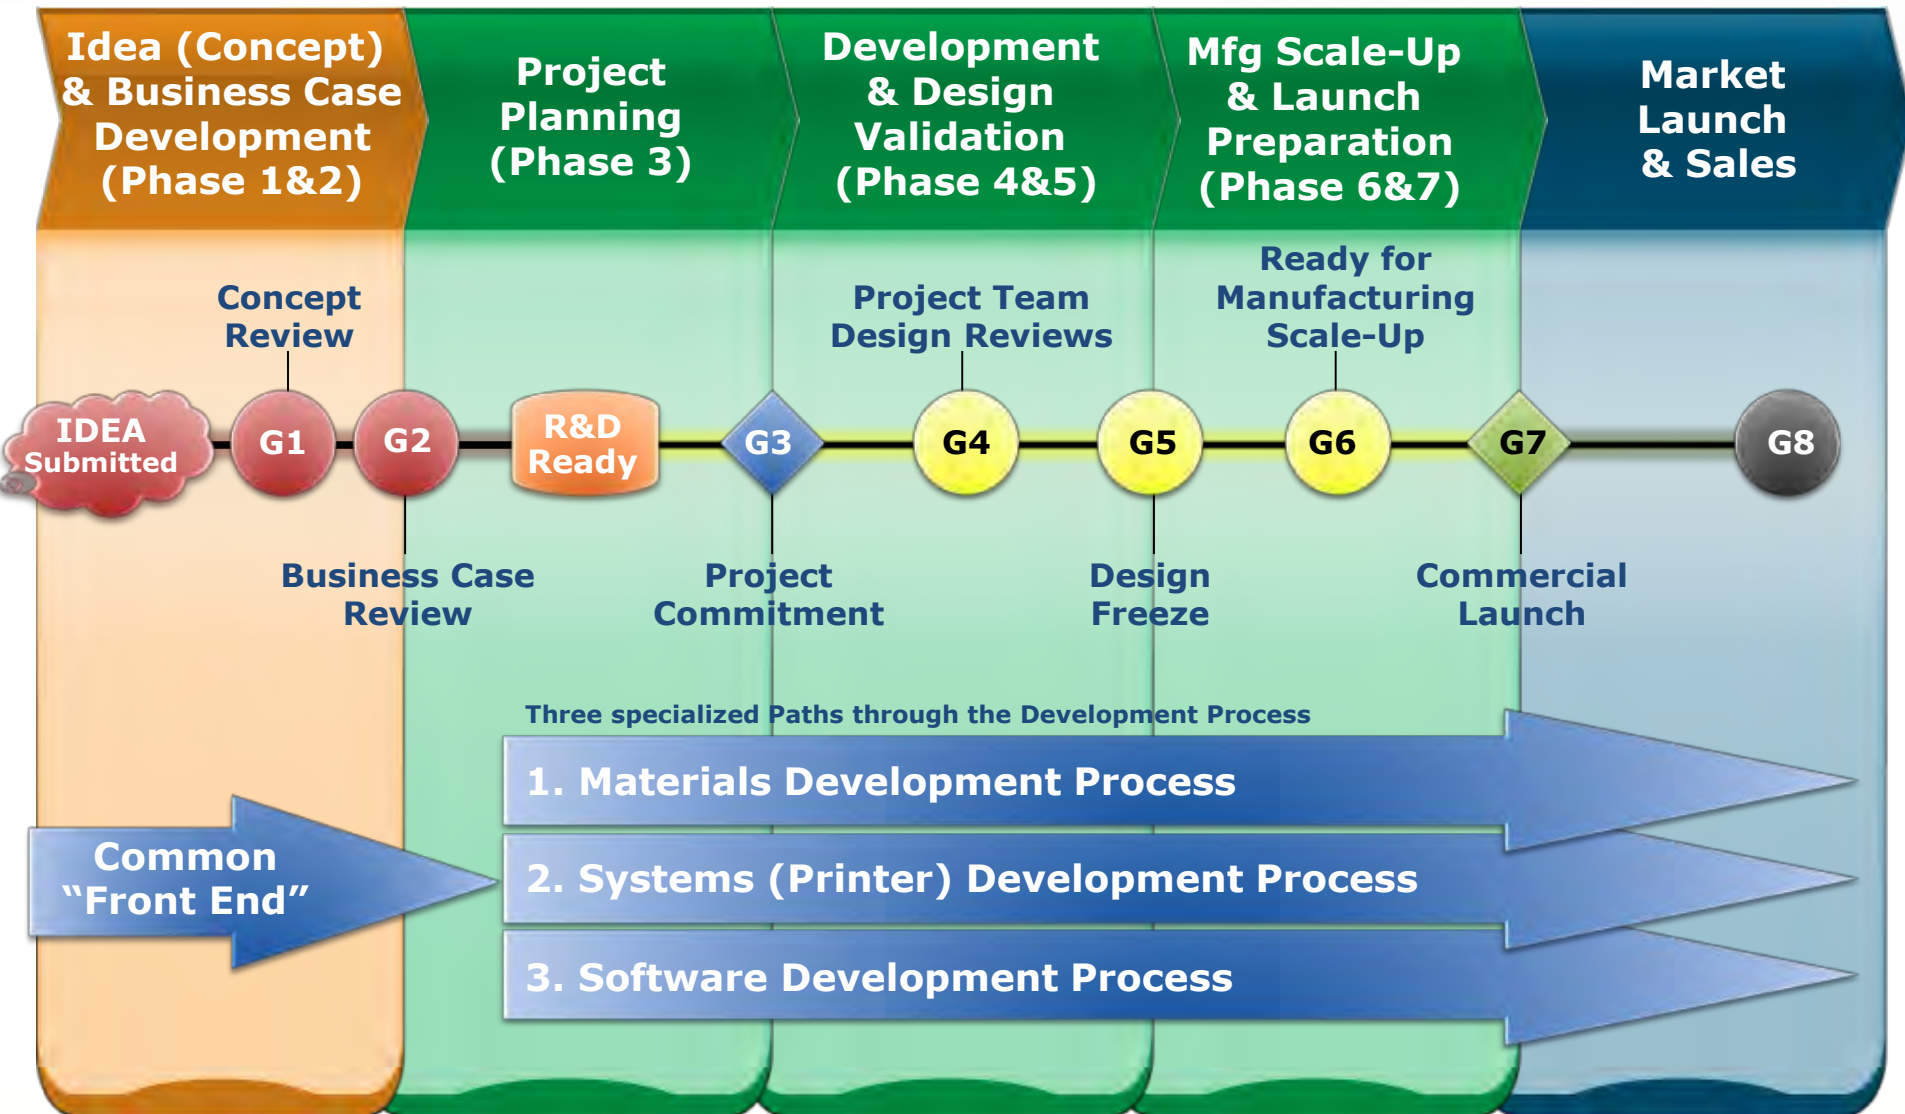 Idea (Concept)
& Business Case
Development
(Phase 1&2)
Project
Planning
(Phase 3)
Development
& Design
Validation
(Phase 4&5)
Mfg Scale-Up
& Launch
Preparation
(Phase 6&7)
Market
Launch
& Sales
Concept
Review
Project Team
Design Reviews
Ready for
Manufacturing
Scale-Up
IDEA
Submitted
G1
G2
R&D
Ready
G3
G4
G5
G6
G7
G8
Business Case
Review
Project
Commitment
Design
Freeze
Commercial
Launch
Three specialized Paths through the Development Process
1. Materials Development Process
Common
“Front End”
2. Systems (Printer) Development Process
3. Software Development Process